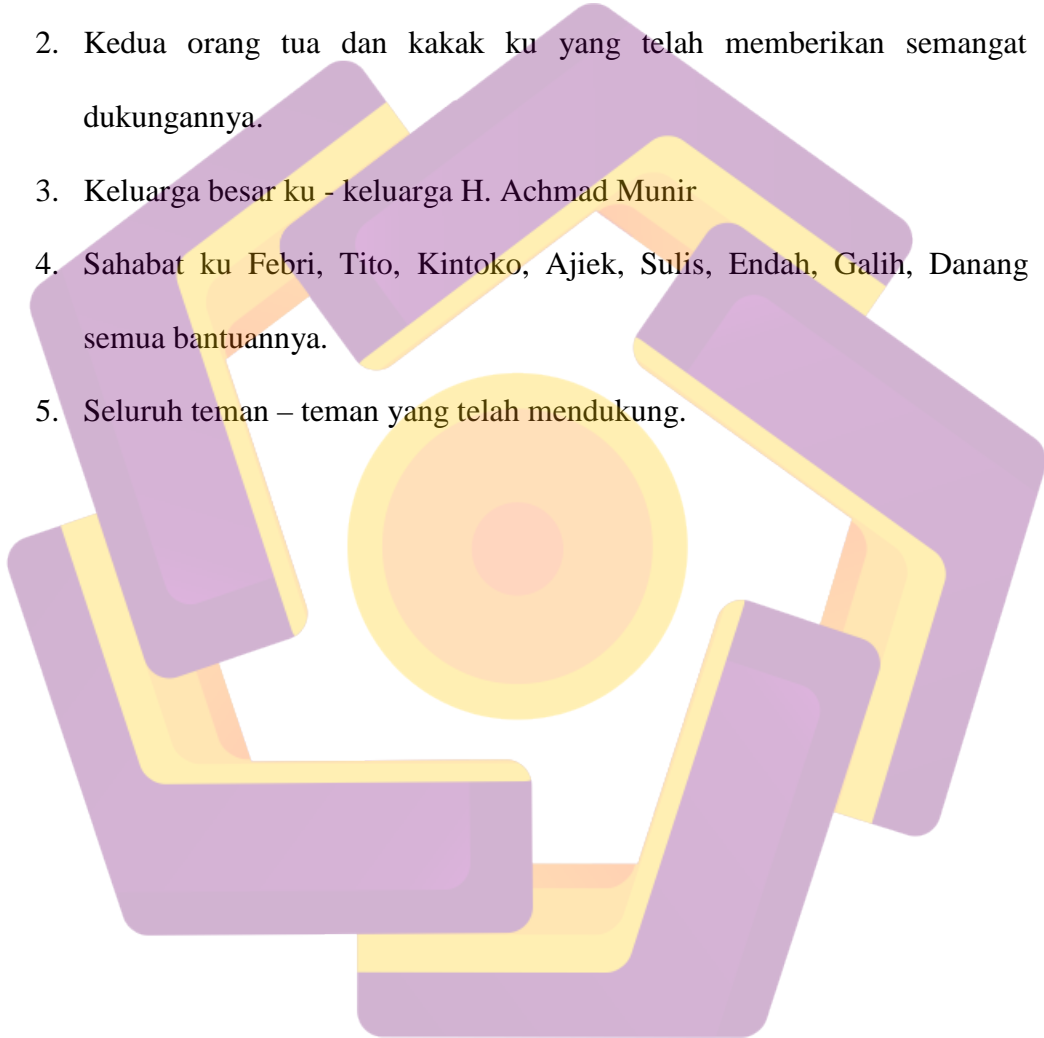 2. Kedua orang tua dan kakak ku yang telah memberikan semangat
dukungannya.
3. Keluarga besar ku - keluarga H. Achmad Munir
4. Sahabat ku Febri, Tito, Kintoko, Ajiek, Sulis, Endah, Galih, Danang
semua bantuannya.
5. Seluruh teman – teman yang telah mendukung.